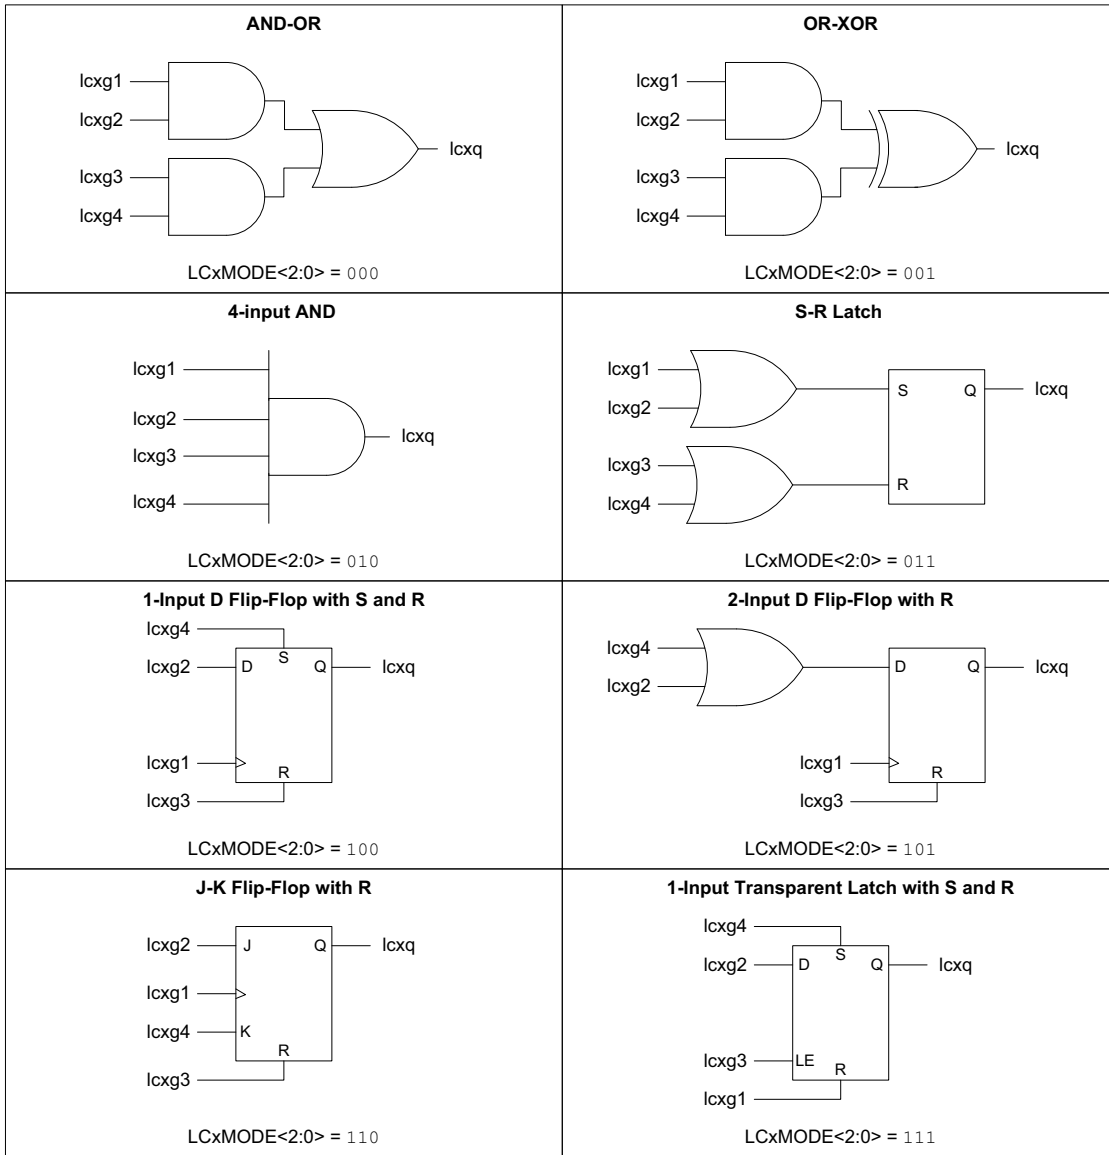 AND-OR
lcxg1
lcxg2
lcxg3
lcxg4
lcxq
LCxMODE<2:0> = 000
OR-XOR
lcxg1
lcxg2
lcxg3
lcxg4
lcxq
LCxMODE<2:0> = 001
4-input AND
lcxg1
lcxg2
lcxg3
lcxg4
lcxq
LCxMODE<2:0> = 010
S-R Latch
lcxg1
lcxg2
lcxg3
lcxg4
S
Q
R
lcxq
LCxMODE<2:0> = 011
1-Input D Flip-Flop with S and R
lcxg4
S
lcxg2
D
Q
lcxq
lcxg1
R
lcxg3
LCxMODE<2:0> = 100
2-Input D Flip-Flop with R
lcxg4
lcxg2
D
Q
lcxq
lcxg1
R
lcxg3
LCxMODE<2:0> = 101
J-K Flip-Flop with R
lcxg2
J
Q
lcxq
lcxg1
lcxg4
K
R
lcxg3
LCxMODE<2:0> = 110
1-Input Transparent Latch with S and R
lcxg4
S
lcxg2
D
Q
lcxq
lcxg3
LE
R
lcxg1
LCxMODE<2:0> = 111